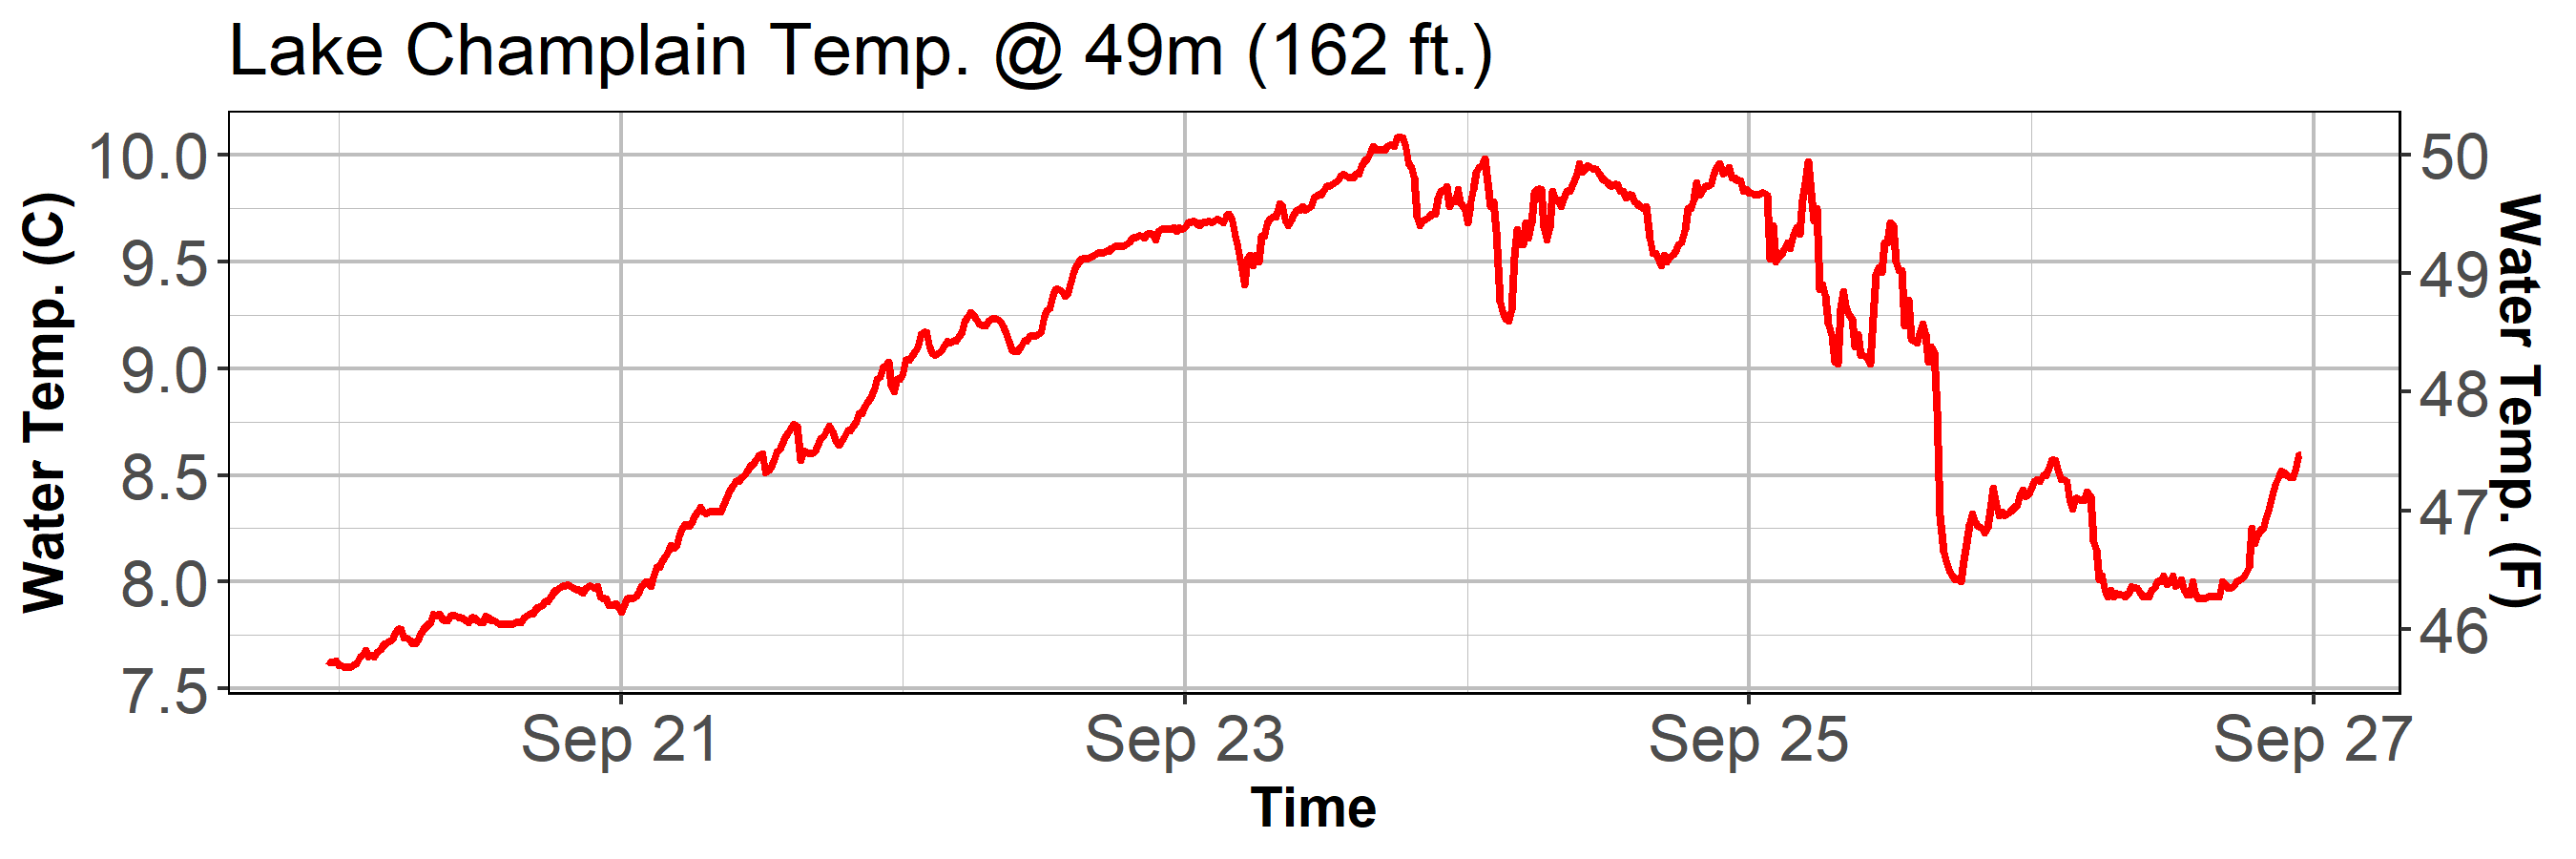 Lake Champlain Temp. @ 49m (162 ft.)
Water Temp. (C)
10.0
9.5
9.0
8.5
8.0
7.5
50
49
48
47
46
Water Temp. (F)
Sep 21
Sep 23
Sep 25
Sep 27
Time